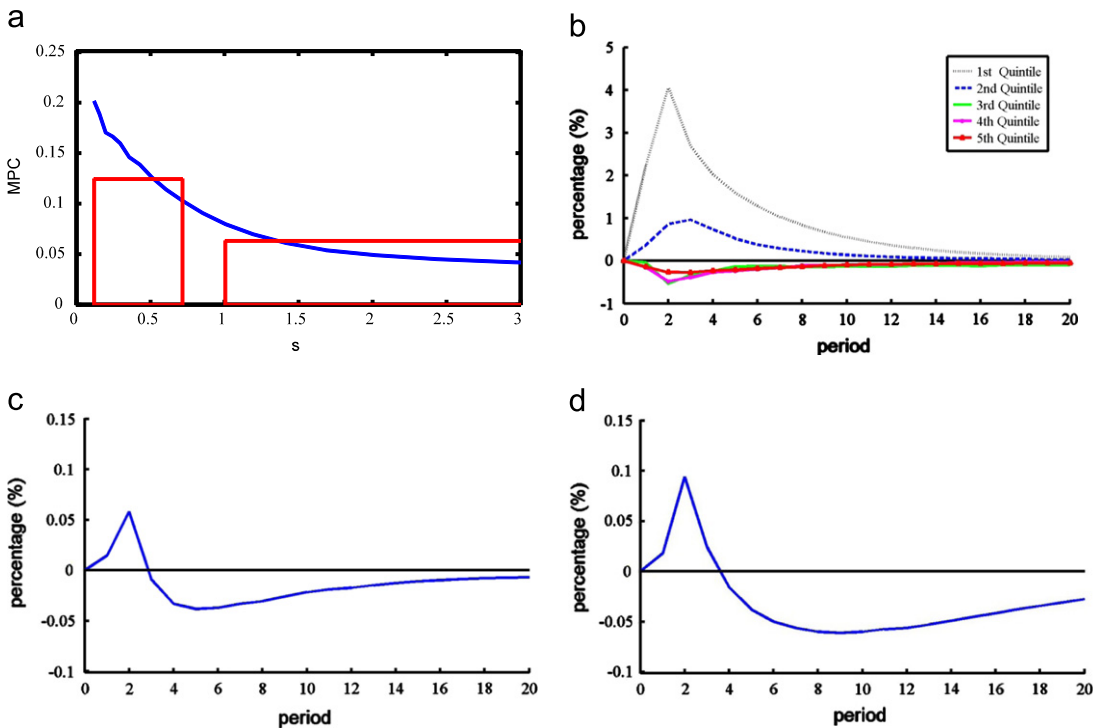 a
0.25
0.2
0.15
0.1
0.05
0
MPC
0 0.5 1 1.5 2 2.5 3
s
b
5
4
3
2
1
0
-1
percentage (%)
1st Quintile
2nd Quintile
3rd Quintile
4th Quintile
5th Quintile
0 2 4 6 8 10 12 14 16 18 20
period
c
0.15
0.1
0.05
0
-0.05
-0.1
percentage (%)
0 2 4 6 8 10 12 14 16 18 20
period
d
0.15
0.1
0.05
0
-0.05
-0.1
percentage (%)
0 2 4 6 8 10 12 14 16 18 20
period